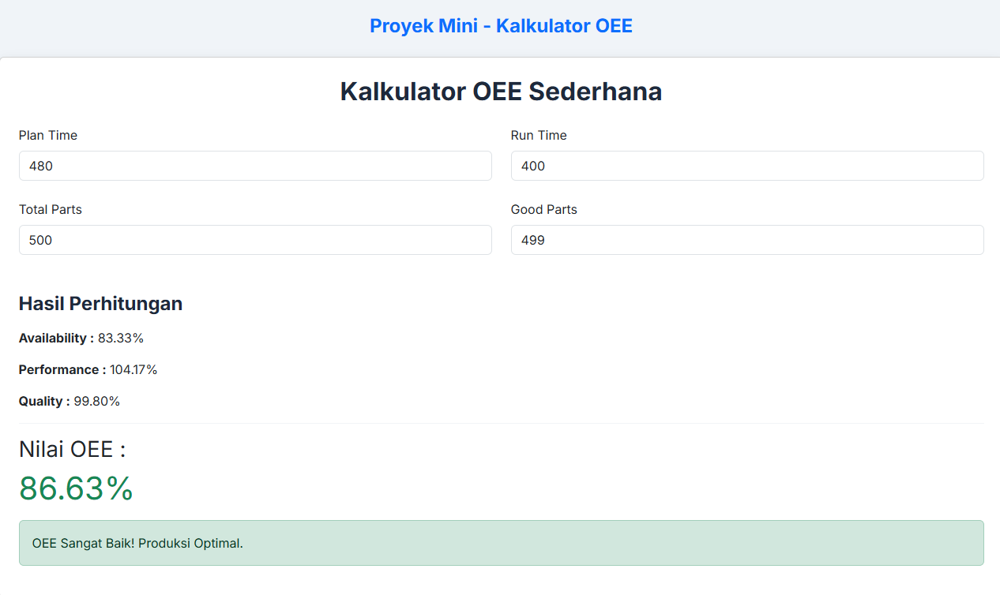 Proyek Mini - Kalkulator OEE
Kalkulator OEE Sederhana
Plan Time
Run Time
480
400
Total Parts
Good Parts
500
499
Hasil Perhitungan
Availability : 83.33%
Performance : 104.17%
Quality : 99.80%
Nilai OEE :
86.63%
OEE Sangat Baik! Produksi Optimal.